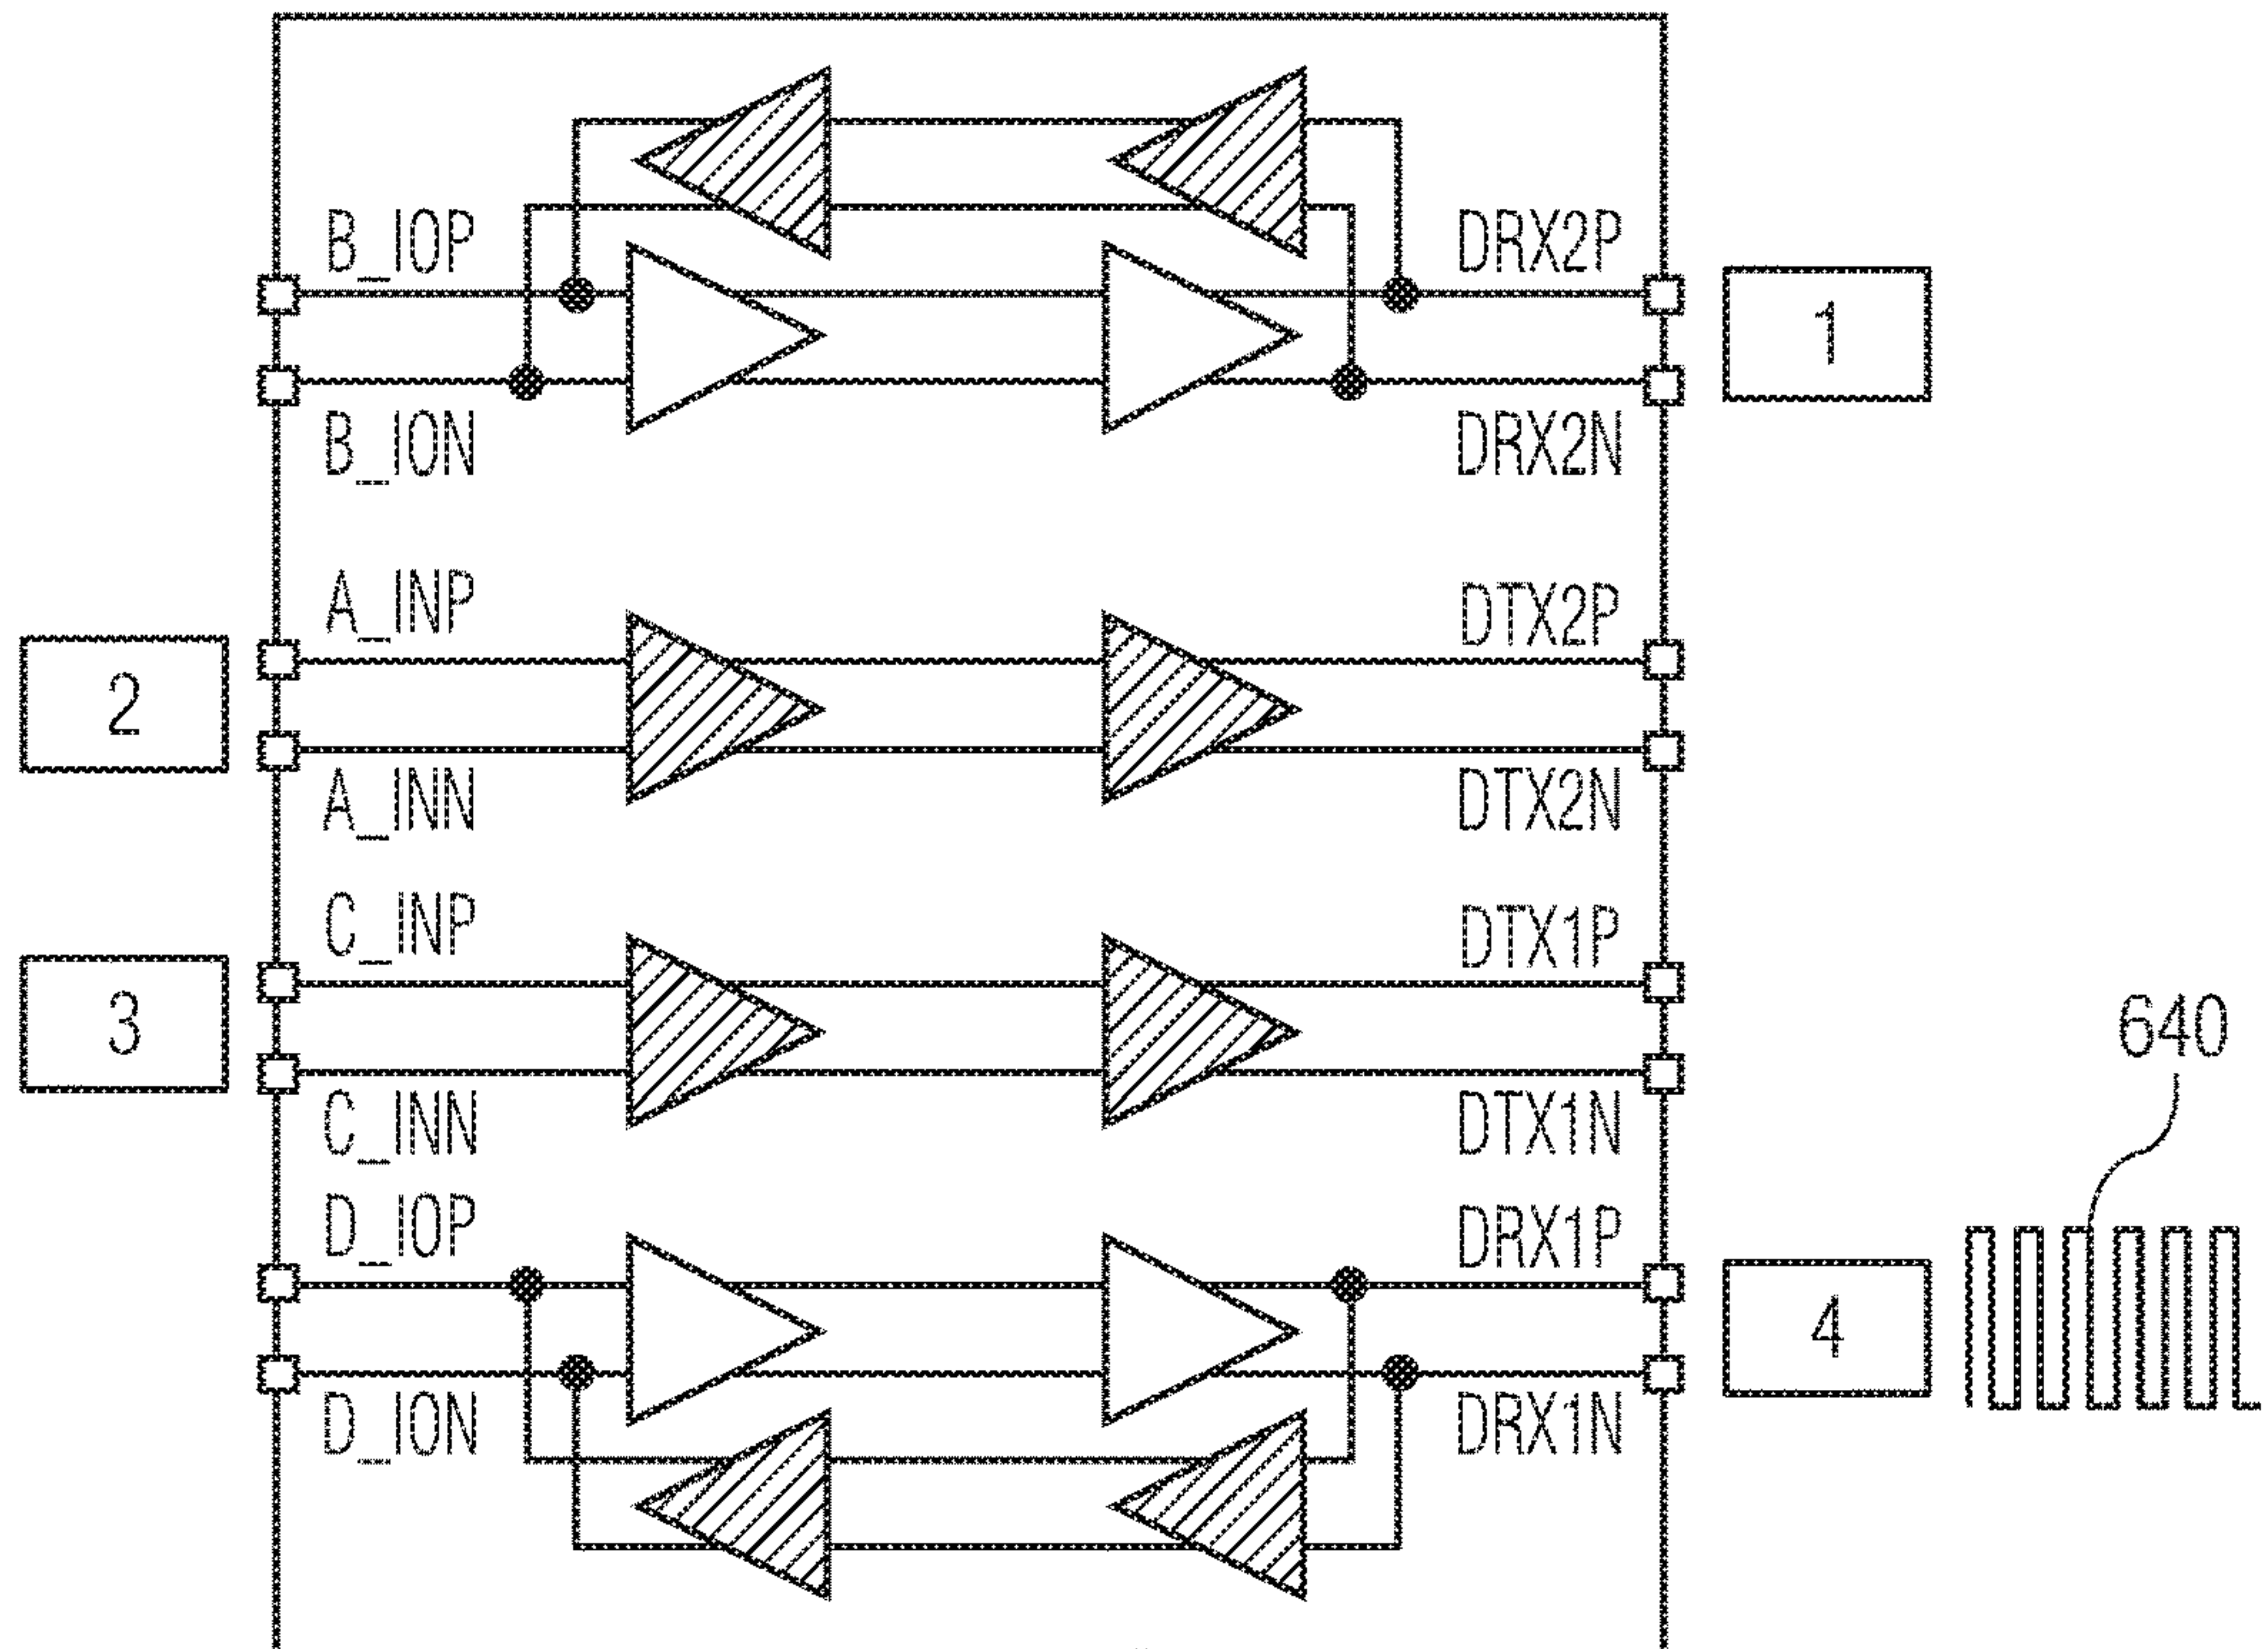 B_IOP DRX2P
1
B_ION DRX2N
A_INP DTX2P
2
A_INN DTX2N
C_INP DTX1P
3 640
C_INN DTX1N
D_IOP DRX1P
4
D_ION DRX1N